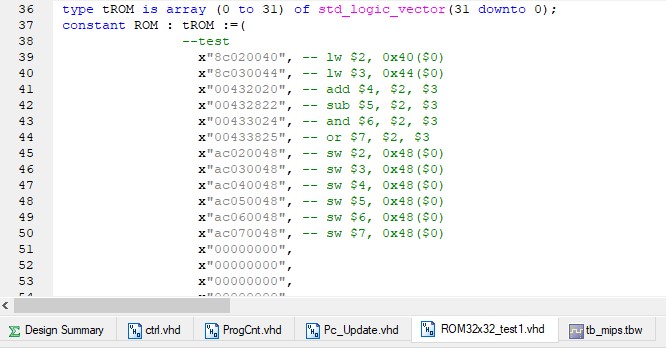 36 type tROM is array (0 to 31) of std_logic_vector(31 downto 0);
37 constant ROM : tROM :=(
38 --test
39 x"8c020040", -- lw $2, 0x40($0)
40 x"8c030044", -- lw $3, 0x44($0)
41 x"00432020", -- add $4, $2, $3
42 x"00432822", -- sub $5, $2, $3
43 x"00433024", -- and $6, $2, $3
44 x"00433825", -- or $7, $2, $3
45 x"ac020048", -- sw $2, 0x48($0)
46 x"ac030048", -- sw $3, 0x48($0)
47 x"ac040048", -- sw $4, 0x48($0)
48 x"ac050048", -- sw $5, 0x48($0)
49 x"ac060048", -- sw $6, 0x48($0)
50 x"ac070048", -- sw $7, 0x48($0)
51 x"00000000",
52 x"00000000",
53 x"00000000",
Design Summary ctrl.vhd ProgCnt.vhd Pc_Update.vhd ROM32x32_test1.vhd tb_mips.tbw